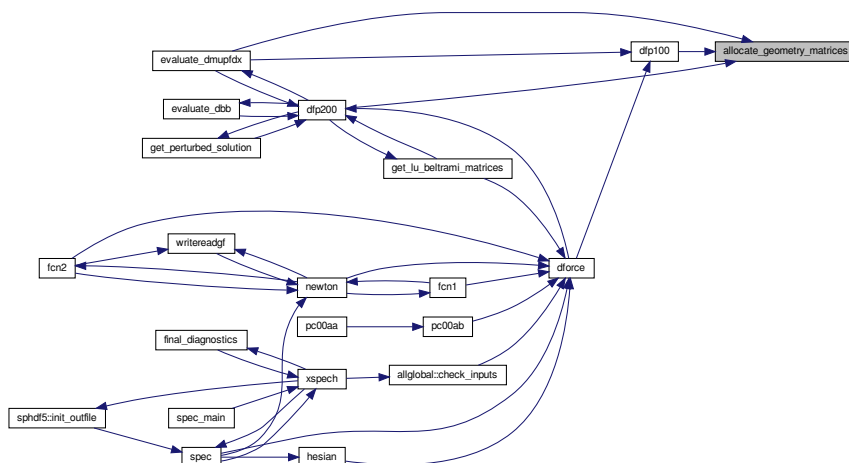 allocate_geometry_matrices
dfp100
evaluate_dmupfdx
evaluate_dbb
dfp200
get_perturbed_solution
get_lu_beltrami_matrices
writereadgf
fcn2
dforce
newton
fcn1
pc00aa
pc00ab
final_diagnostics
xspech
allglobal::check_inputs
sphdf5::init_outfile
spec_main
spec
hesian